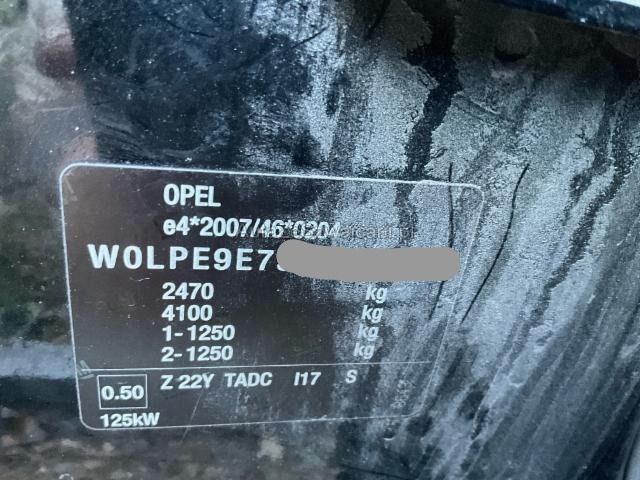 OPEL
e4*2007/46*0204
W0LPE9E7
2470 kg
4100 kg
1-1250 kg
2-1250 kg
0.50 Z 22Y TADC I17 S
125kW